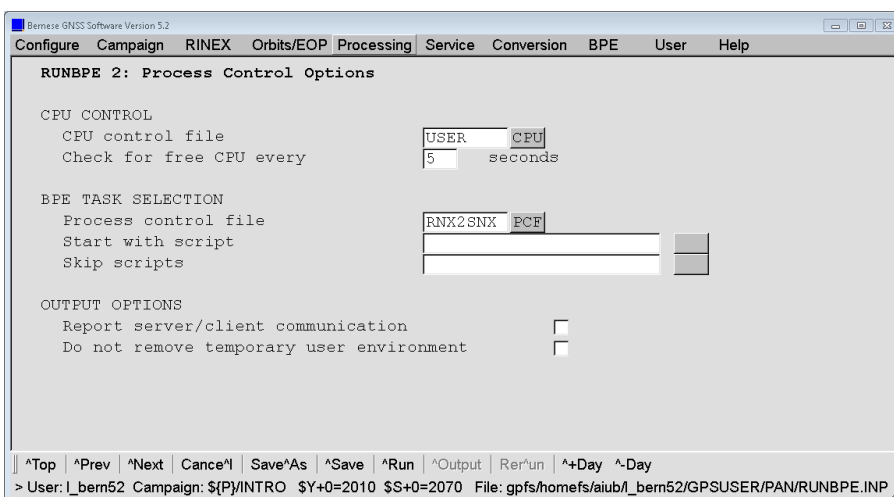 Bernese GNSS Software Version 5.2
Configure Campaign RINEX Orbits/EOP Processing Service Conversion BPE User Help
RUNBPE 2: Process Control Options
CPU CONTROL
CPU control file USER CPU
Check for free CPU every 5 seconds
BPE TASK SELECTION
Process control file RNX2SNX PCF
Start with script
Skip scripts
OUTPUT OPTIONS
Report server/client communication
Do not remove temporary user environment
^Top | ^Prev | ^Next | Cance^l | Save^As | ^Save | ^Run | ^Output | Rer^un | ^+Day ^-Day
> User: l_bern52 Campaign: ${P}/INTRO $Y+0=2010 $S+0=2070 File: gpfs/homefs/aiub/l_bern52/GPSUSER/PAN/RUNBPE.INP